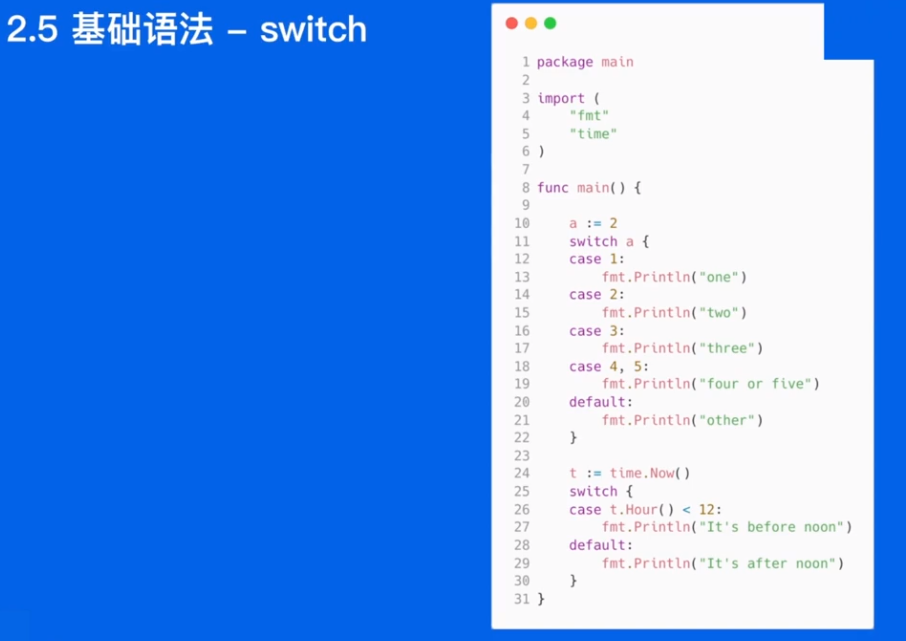 2.5 基础语法 – switch
1 package main
2
3 import (
4     "fmt"
5     "time"
6 )
7
8 func main() {
9
10     a := 2
11     switch a {
12     case 1:
13         fmt.Println("one")
14     case 2:
15         fmt.Println("two")
16     case 3:
17         fmt.Println("three")
18     case 4, 5:
19         fmt.Println("four or five")
20     default:
21         fmt.Println("other")
22     }
23
24     t := time.Now()
25     switch {
26     case t.Hour() < 12:
27         fmt.Println("It's before noon")
28     default:
29         fmt.Println("It's after noon")
30     }
31 }